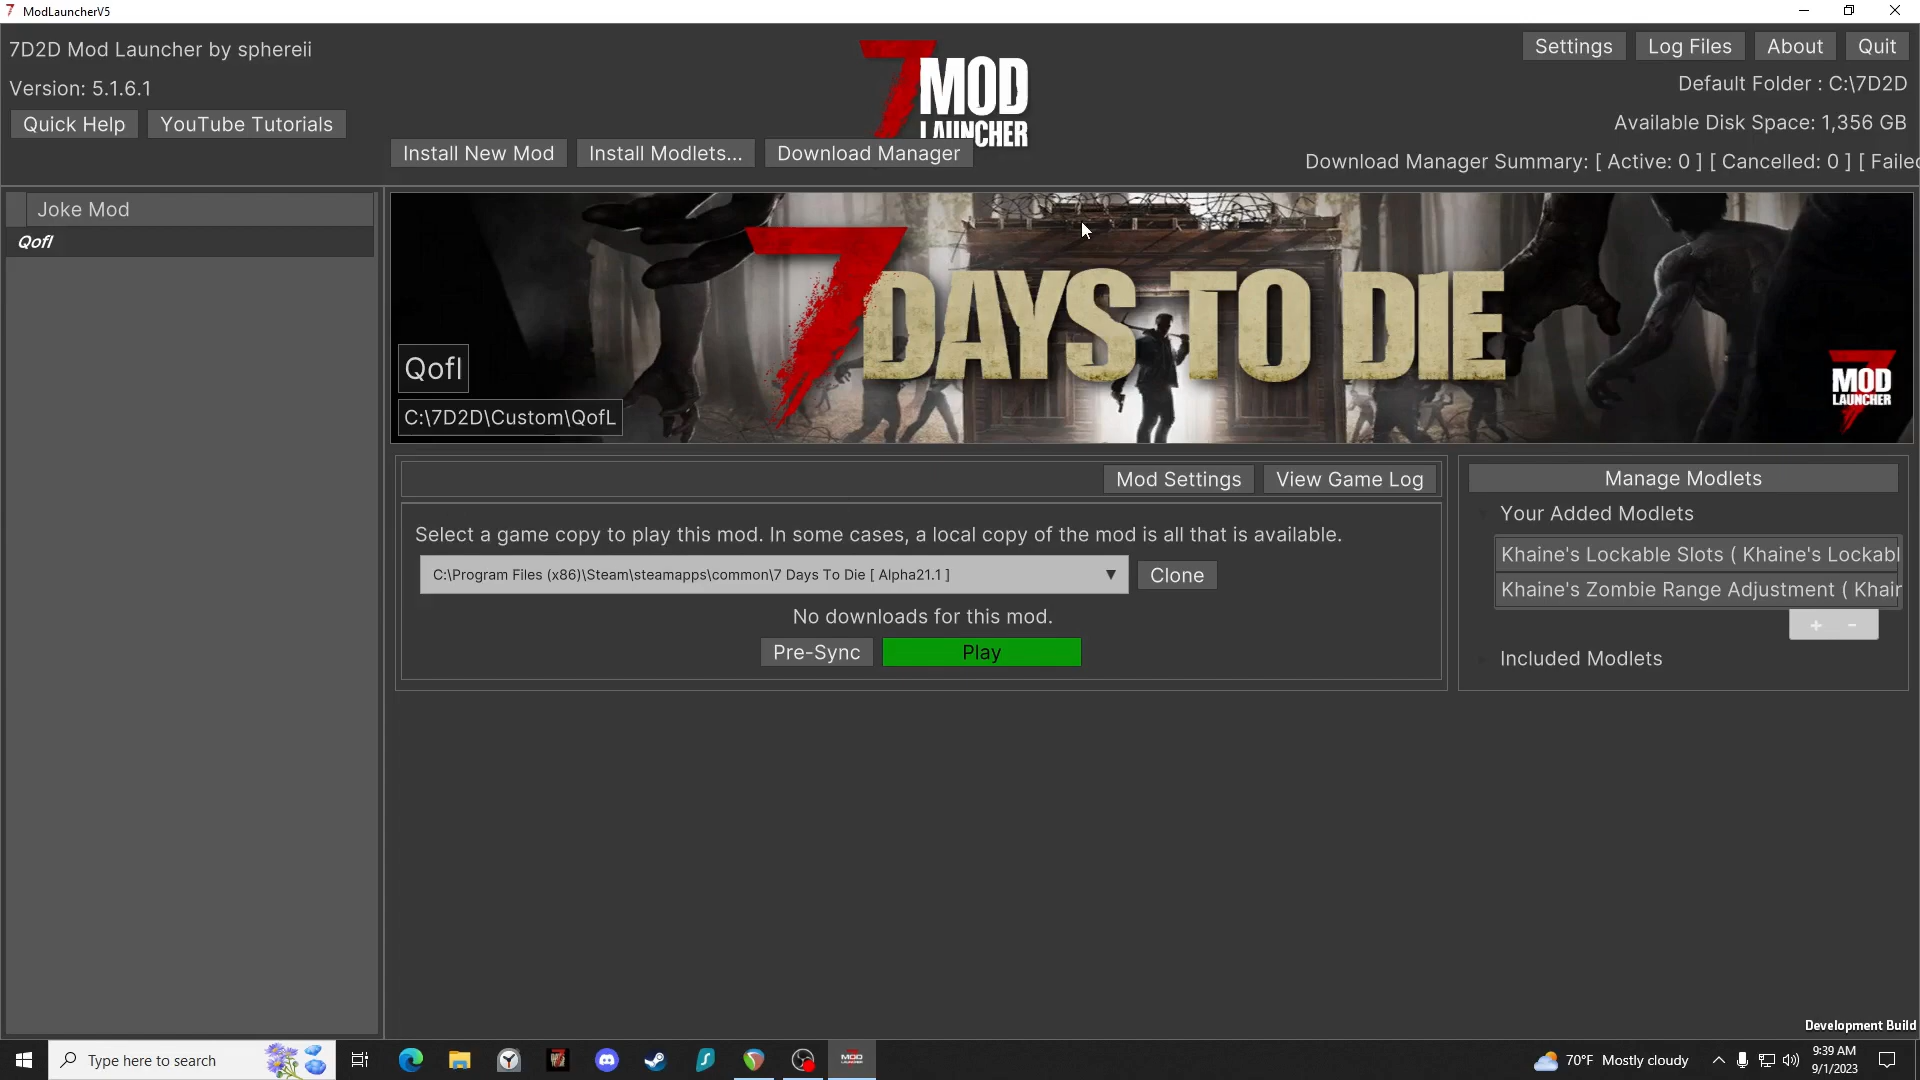 ModLauncherV5
7D2D Mod Launcher by sphereii
Version: 5.1.6.1
Quick Help
YouTube Tutorials
7 MOD
LAUNCHER
Install New Mod
Install Modlets...
Download Manager
Settings
Log Files
About
Quit
Default Folder : C:\7D2D
Available Disk Space: 1,356 GB
Download Manager Summary: [ Active: 0 ] [ Cancelled: 0 ] [ Failed
Joke Mod
Qofl
7 DAYS TO DIE
Qofl
C:\7D2D\Custom\QofL
MOD
LAUNCHER
7
Mod Settings
View Game Log
Select a game copy to play this mod. In some cases, a local copy of the mod is all that is available.
C:\Program Files (x86)\Steam\steamapps\common\7 Days To Die [ Alpha21.1 ]
Clone
No downloads for this mod.
Pre-Sync
Play
Manage Modlets
Your Added Modlets
Khaine's Lockable Slots ( Khaine's Lockabl
Khaine's Zombie Range Adjustment ( Khair
+ -
Included Modlets
Development Build
Type here to search
70°F Mostly cloudy
9:39 AM
9/1/2023